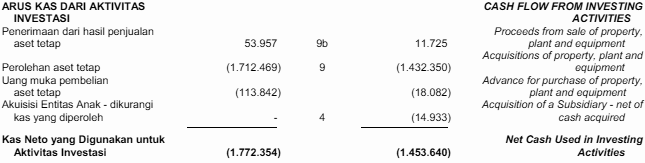 ARUS KAS DARI AKTIVITAS CASH FLOW FROM INVESTING
INVESTASI ACTIVITIES
Penerimaan dari hasil penjualan Proceeds from sale of property,
aset tetap 53.957 9b 11.725 plant and equipment
Acquisitions of property, plant and
Perolehan aset tetap (1.712.469) 9 (1.432.350) equipment
Uang muka pembelian Advance for purchase of property,
aset tetap (113.842) (18.082) plant and equipment
Akuisisi Entitas Anak - dikurangi Acquisition of a Subsidiary - net of
kas yang diperoleh - 4 (14.933) cash acquired
Kas Neto yang Digunakan untuk Net Cash Used in Investing
Aktivitas Investasi (1.772.354) (1.453.640) Activities